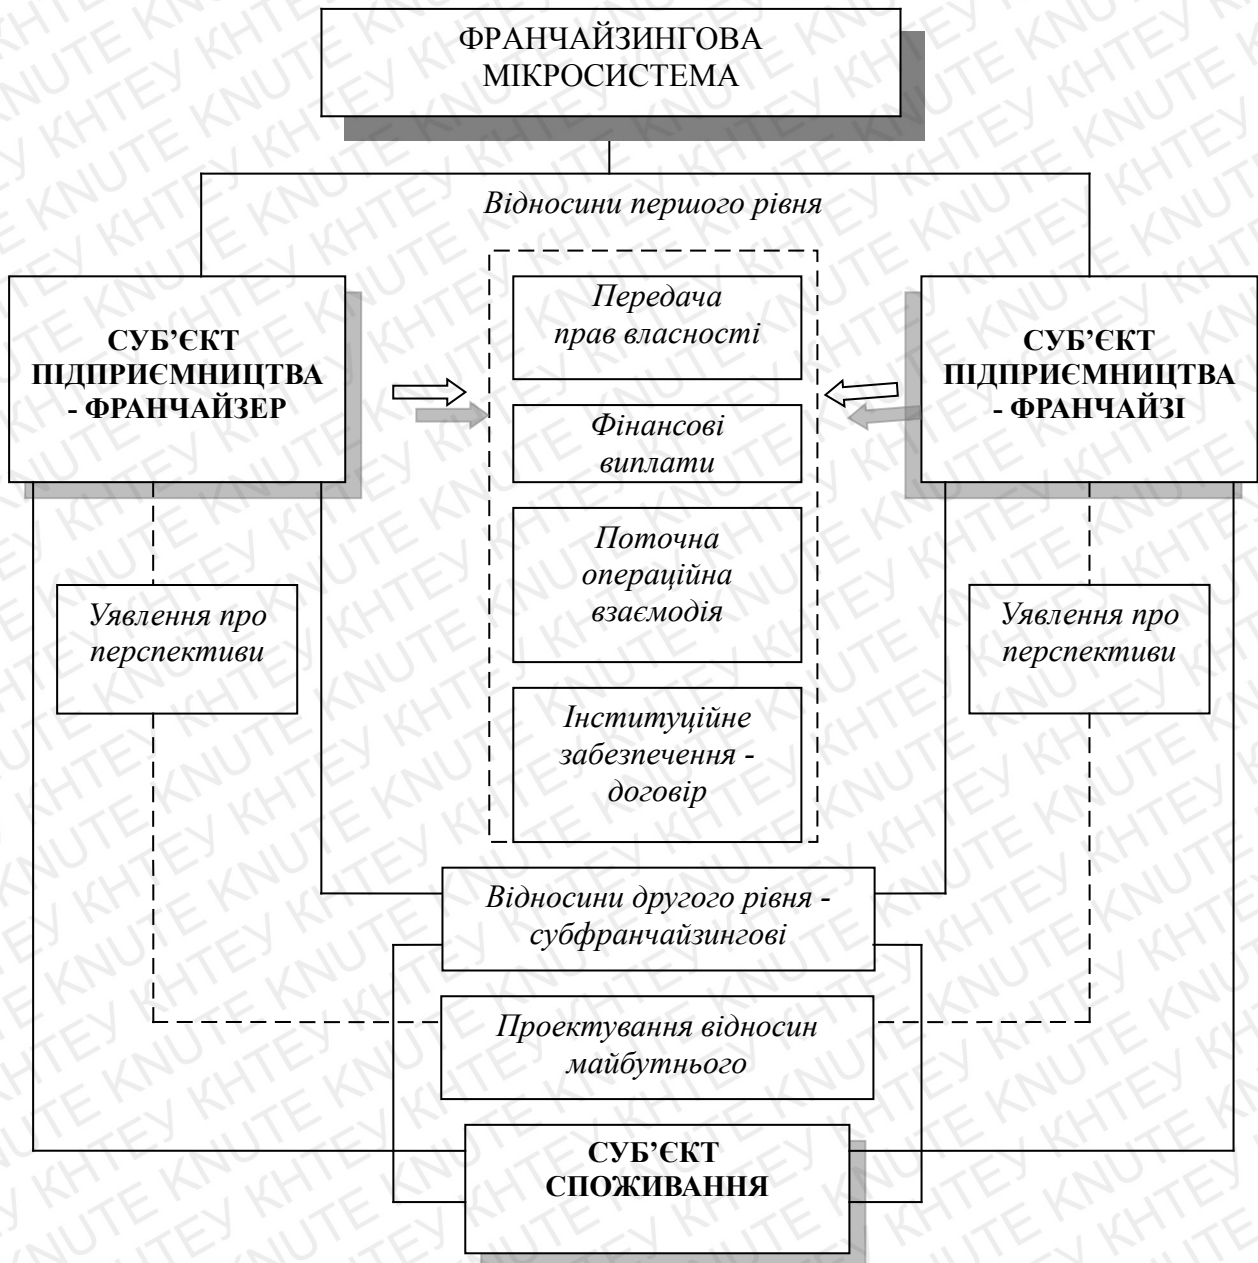 ФРАНЧАЙЗИНГОВА
МІКРОСИСТЕМА
Відносини першого рівня
СУБ’ЄКТ
ПІДПРИЄМНИЦТВА
- ФРАНЧАЙЗЕР
Передача
прав власності
Фінансові
виплати
Поточна
операційна
взаємодія
Інституційне
забезпечення -
договір
СУБ’ЄКТ
ПІДПРИЄМНИЦТВА
- ФРАНЧАЙЗІ
Уявлення про
перспективи
Уявлення про
перспективи
Відносини другого рівня -
субфранчайзингові
Проектування відносин
майбутнього
СУБ’ЄКТ
СПОЖИВАННЯ
KNUTE КНТЕУ